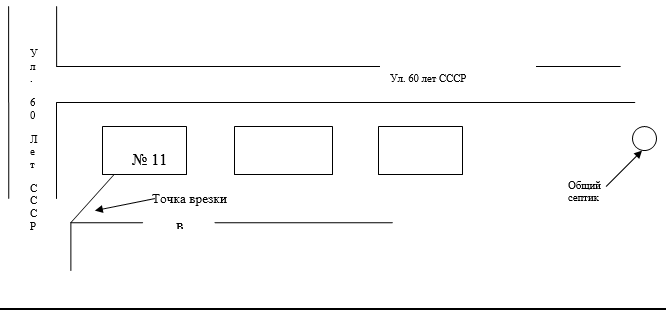 Ул. 60 Лет СССР
Ул. 60 лет СССР
№ 11
Точка врезки
Общий
септик
В